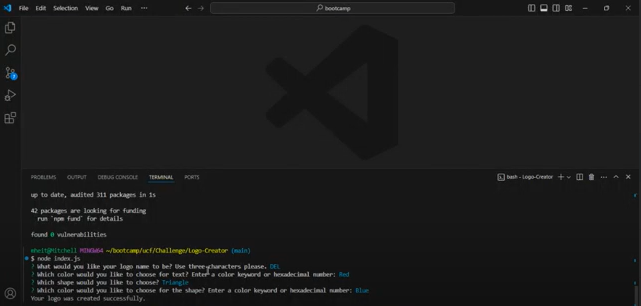 File Edit Selection View Go Run ···
bootcamp
PROBLEMS OUTPUT DEBUG CONSOLE TERMINAL PORTS
bash - Logo-Creator
up to date, audited 311 packages in 1s
42 packages are looking for funding
run `npm fund` for details
found 0 vulnerabilities
MINGW64 ~/bootcamp/ucf/Challenge/Logo-Creator (main)
$ node index.js
? What would you like your logo name to be? Use three characters please. DEL
? Which color would you like to choose for text? Enter a color keyword or hexadecimal number: Red
? Which shape would you like to choose? Triangle
? Which color would you like to choose for the shape? Enter a color keyword or hexadecimal number: Blue
Your logo was created successfully.